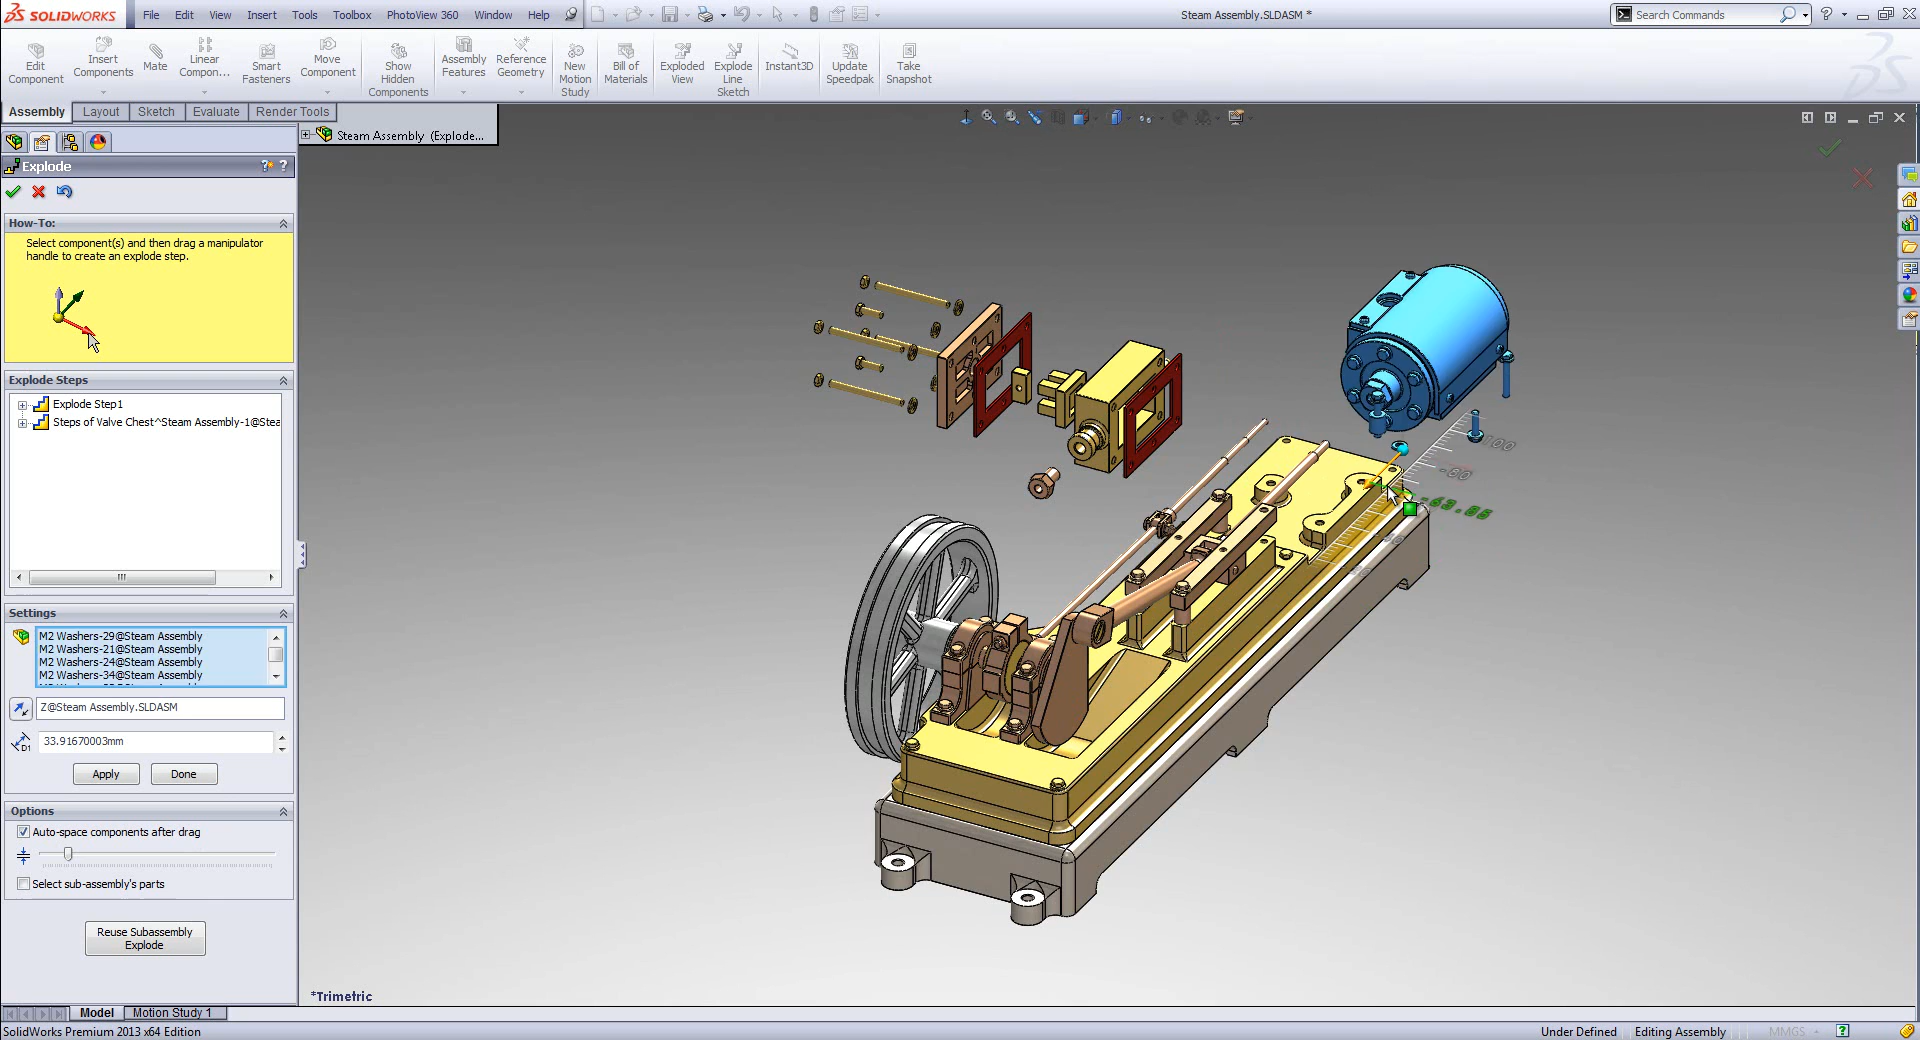 SOLIDWORKS File Edit View Insert Tools Toolbox PhotoView 360 Window Help Steam Assembly.SLDASM * Search Commands
Edit Component
Insert Components
Mate
Linear Compon...
Smart Fasteners
Move Component
Show Hidden Components
Assembly Features
Reference Geometry
New Motion Study
Bill of Materials
Exploded View
Explode Line Sketch
Instant3D
Update Speedpak
Take Snapshot
Assembly Layout Sketch Evaluate Render Tools
Steam Assembly (Explode...
Explode
How-To:
Select component(s) and then drag a manipulator
handle to create an explode step.
Explode Steps
Explode Step1
Steps of Valve Chest^Steam Assembly-1@Stea
Settings
M2 Washers-29@Steam Assembly
M2 Washers-21@Steam Assembly
M2 Washers-24@Steam Assembly
M2 Washers-34@Steam Assembly
Z@Steam Assembly.SLDASM
D1 33.91670003mm
Apply Done
Options
Auto-space components after drag
Select sub-assembly's parts
Reuse Subassembly
Explode
-100
-63.05
*Trimetric
Model Motion Study 1
SolidWorks Premium 2013 x64 Edition Under Defined Editing Assembly MMGS